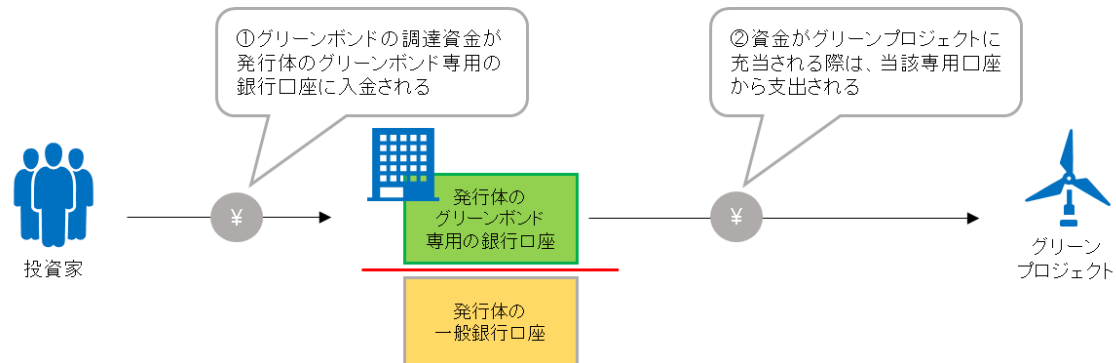 ①グリーンボンドの調達資金が
発行体のグリーンボンド専用の
銀行口座に入金される
②資金がグリーンプロジェクトに
充当される際は、当該専用口座
から支出される
投資家
¥
発行体の
グリーンボンド
専用の銀行口座
¥
グリーン
プロジェクト
発行体の
一般銀行口座